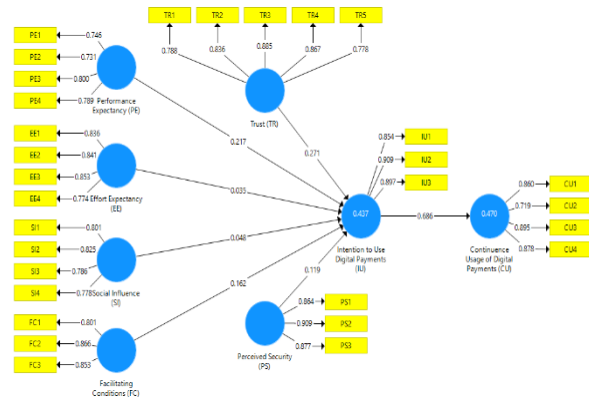 TR1 TR2 TR3 TR4 TR5
0.788 0.836 0.885 0.867 0.778
Trust (TR)
PE1 0.746
PE2 0.731
PE3 0.800
PE4 0.789
Performance
Expectancy (PE)
0.217
0.271
EE1 0.836
EE2 0.841
EE3 0.853
EE4 0.774
Effort Expectancy
(EE)
0.035
SI1 0.801
SI2 0.825
SI3 0.786
SI4 0.778
Social Influence
(SI)
0.048
FC1 0.801
FC2 0.866
FC3 0.853
Facilitating
Conditions (FC)
0.162
0.854 IU1
0.909 IU2
0.897 IU3
0.437
Intention to Use
Digital Payments
(IU)
0.686
0.470
Continuence
Usage of Digital
Payments (CU)
0.860 CU1
0.719 CU2
0.895 CU3
0.878 CU4
0.119
0.864 PS1
0.909 PS2
0.877 PS3
Perceived Security
(PS)